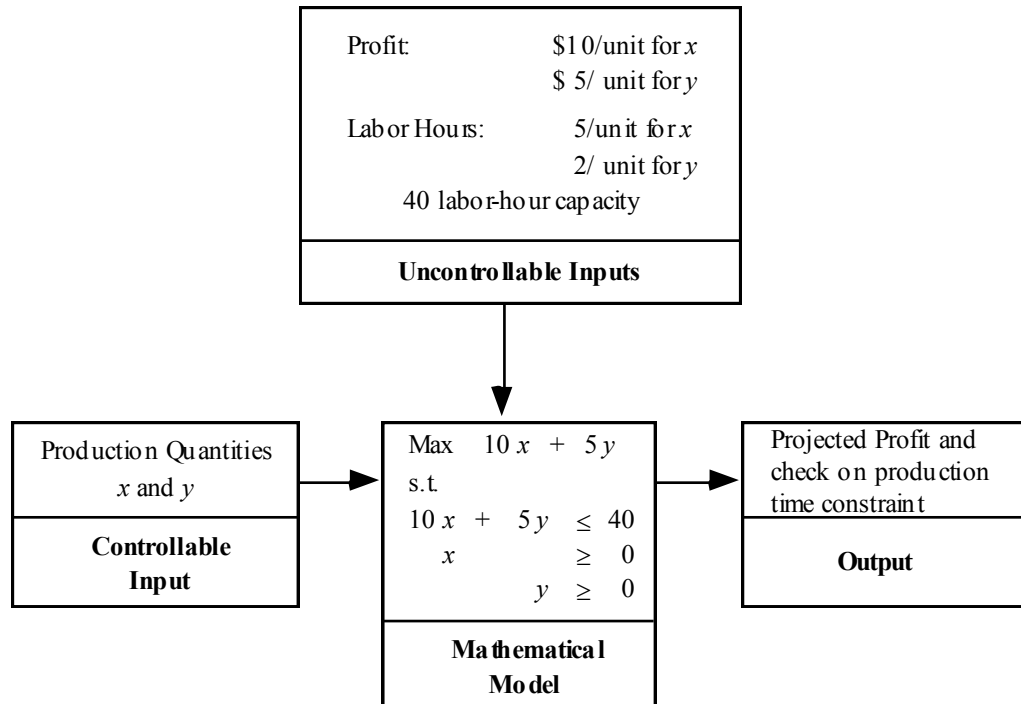 Profit: $10/unit for x
$ 5/ unit for y
Labor Hours: 5/unit for x
2/ unit for y
40 labor-hour capacity
Uncontrollable Inputs
Production Quantities
x and y
Controllable
Input
Max 10 x + 5 y
s.t.
10 x + 5 y ≤ 40
x ≥ 0
y ≥ 0
Mathematical
Model
Projected Profit and
check on production
time constraint
Output